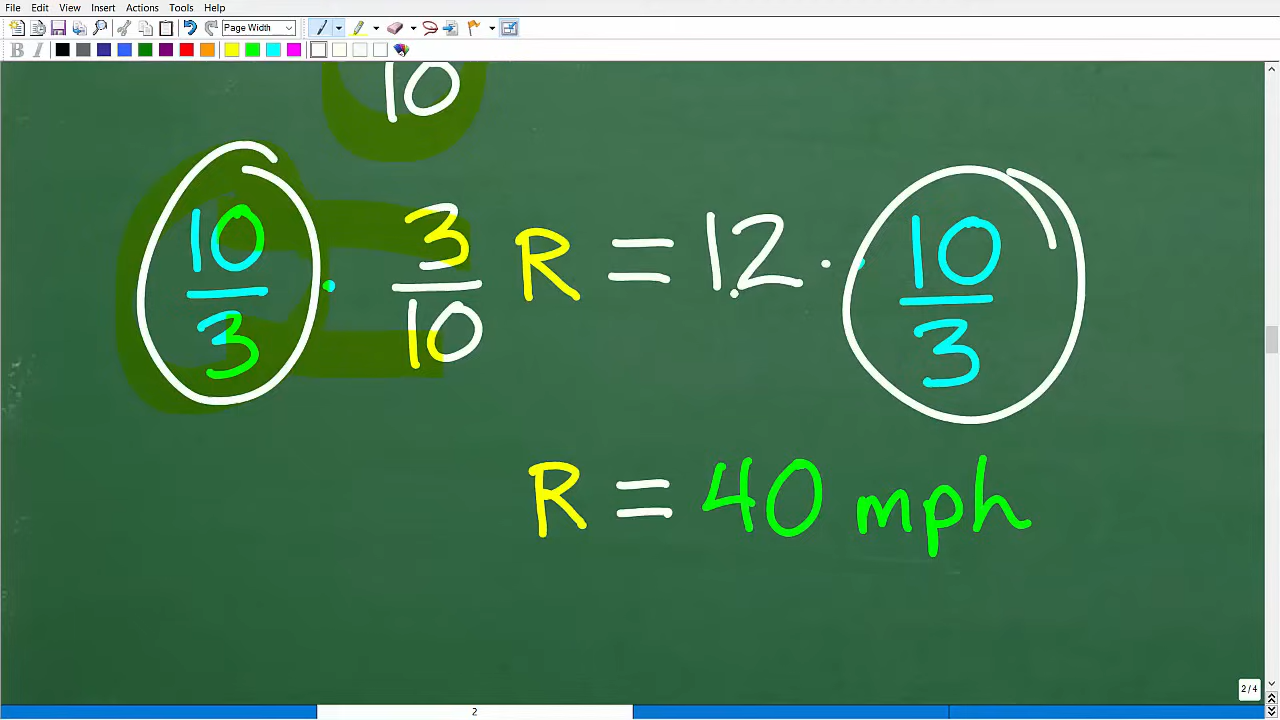 File Edit View Insert Actions Tools Help
Page Width
B I
10
10/3 · 3/10 R = 12 · 10/3
R = 40 mph
2/4
2